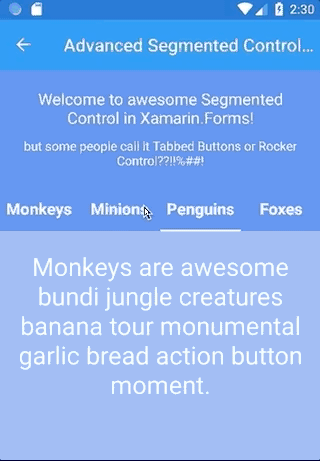 2:30
Advanced Segmented Control...
Welcome to awesome Segmented
Control in Xamarin.Forms!
but some people call it Tabbed Buttons or Rocker
Control??!!%##!
Monkeys Minions Penguins Foxes
Monkeys are awesome
bundi jungle creatures
banana tour monumental
garlic bread action button
moment.